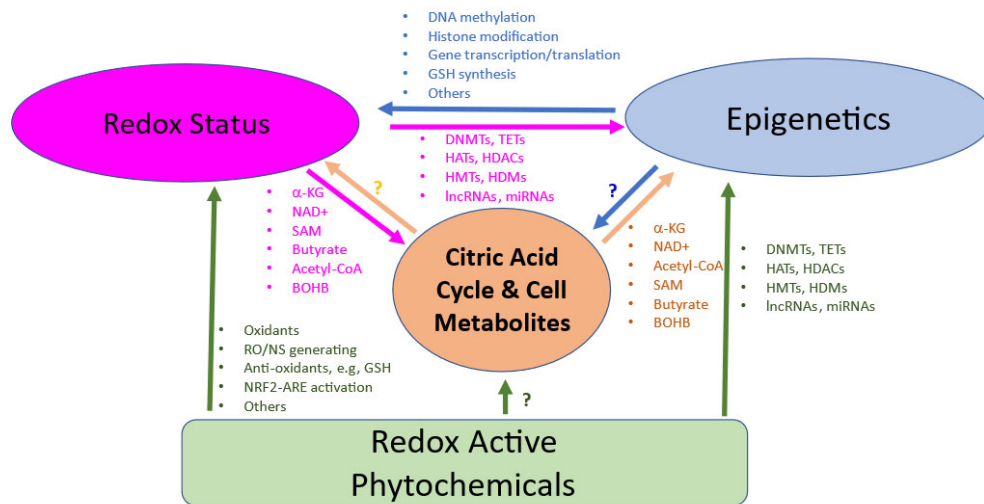 • DNA methylation
• Histone modification
• Gene transcription/translation
• GSH synthesis
• Others
Redox Status
Epigenetics
• DNMTs, TETs
• HATs, HDACs
• HMTs, HDMs
• lncRNAs, miRNAs
?
?
• α-KG
• NAD+
• SAM
• Butyrate
• Acetyl-CoA
• BOHB
Citric Acid
Cycle & Cell
Metabolites
• α-KG
• NAD+
• Acetyl-CoA
• SAM
• Butyrate
• BOHB
• DNMTs, TETs
• HATs, HDACs
• HMTs, HDMs
• lncRNAs, miRNAs
• Oxidants
• RO/NS generating
• Anti-oxidants, e.g, GSH
• NRF2-ARE activation
• Others
?
Redox Active
Phytochemicals